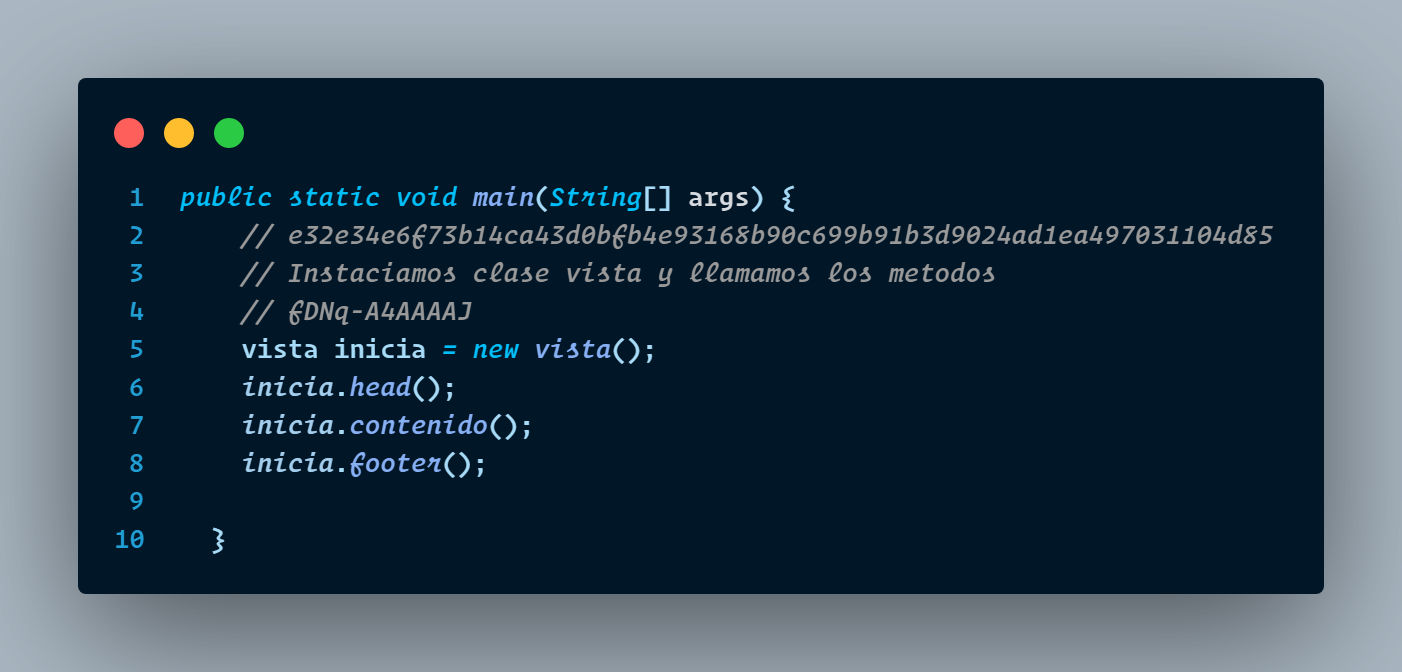 1 public static void main(String[] args) {
2 // e32e34e6f73b14ca43d0bfb4e93168b90c699b91b3d9024ad1ea497031104d85
3 // Instaciamos clase vista y llamamos los metodos
4 // fDNq-A4AAAAJ
5 vista inicia = new vista();
6 inicia.head();
7 inicia.contenido();
8 inicia.footer();
9
10 }